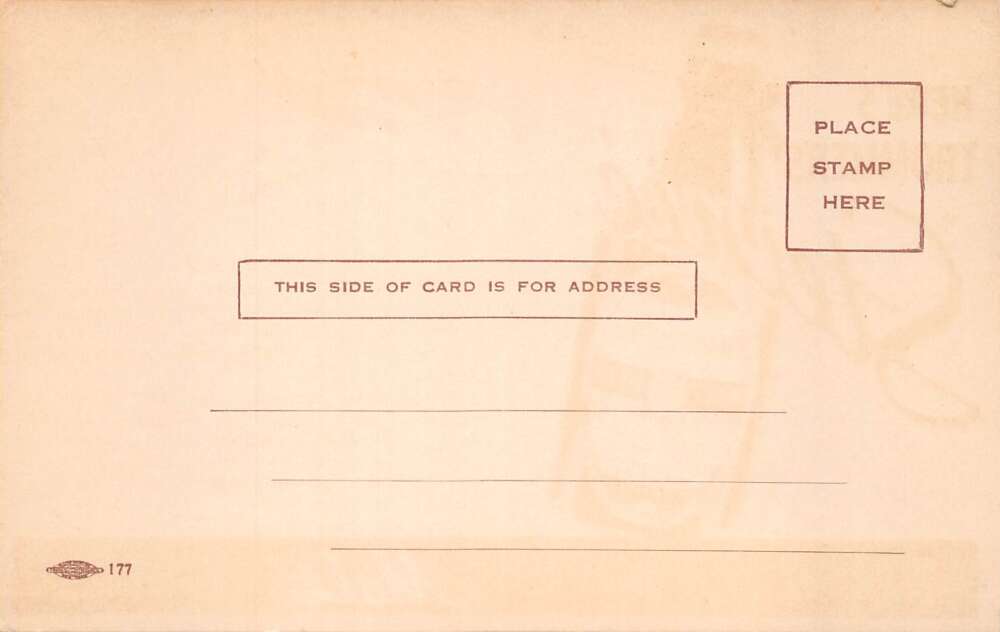 PLACE
STAMP
HERE
THIS SIDE OF CARD IS FOR ADDRESS
177